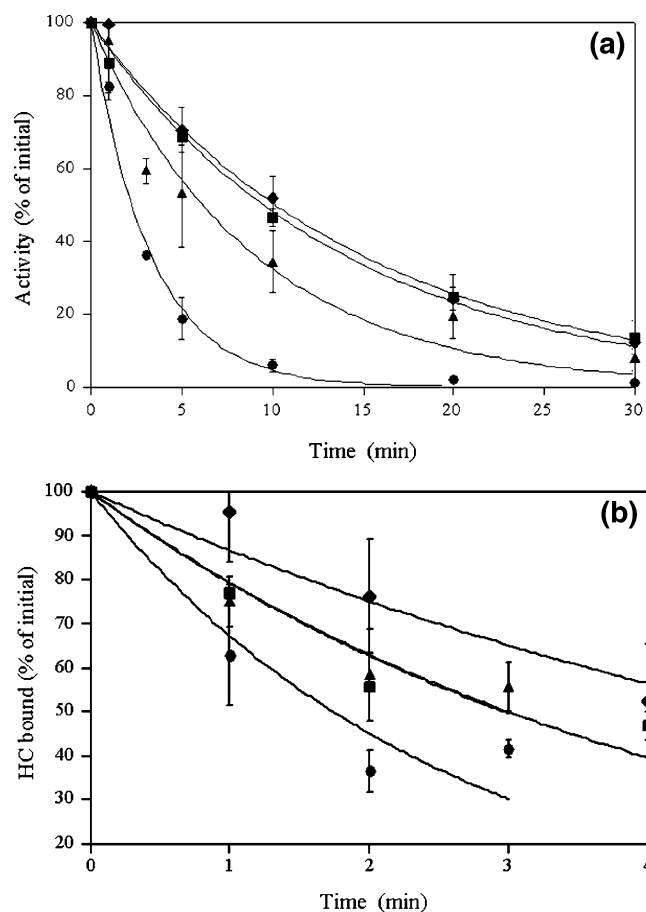 (a)
Activity (% of initial)
100
80
60
40
20
0
0 5 10 15 20 25 30
Time (min)
(b)
HC bound (% of initial)
100
90
80
70
60
50
40
30
20
0 1 2 3 4
Time (min)